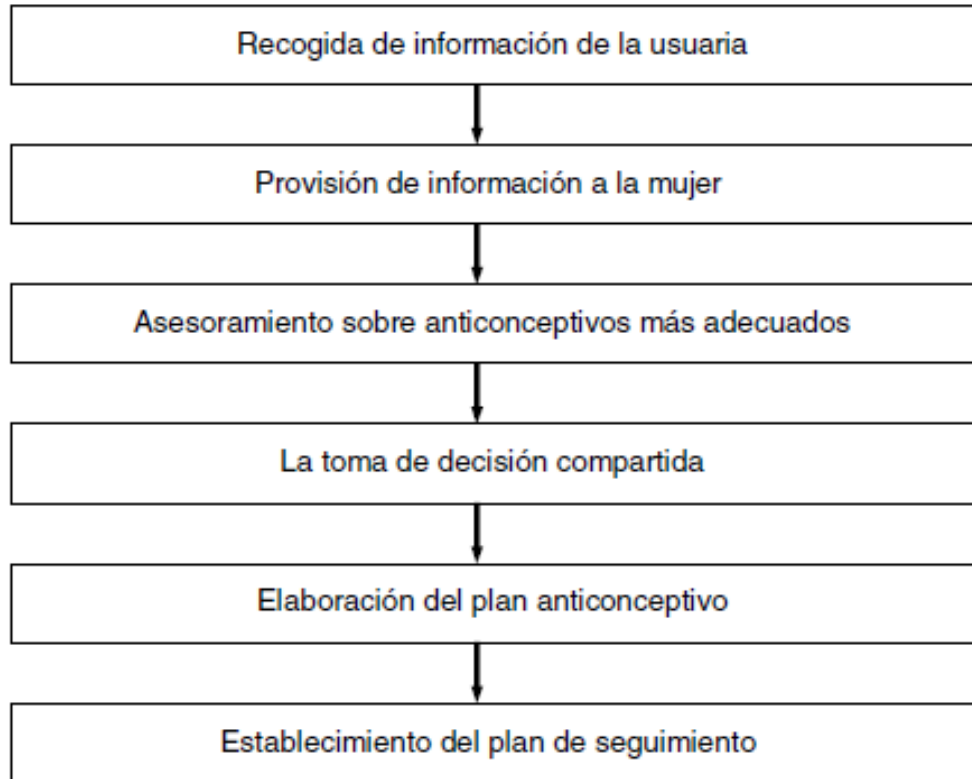 Recogida de información de la usuaria
Provisión de información a la mujer
Asesoramiento sobre anticonceptivos más adecuados
La toma de decisión compartida
Elaboración del plan anticonceptivo
Establecimiento del plan de seguimiento